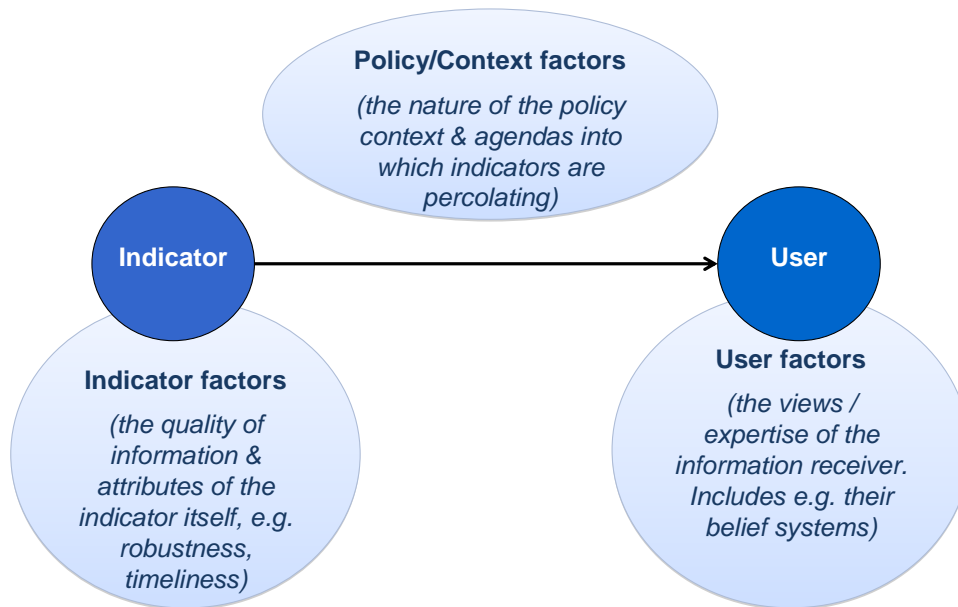 Policy/Context factors
(the nature of the policy
context & agendas into
which indicators are
percolating)
Indicator
User
Indicator factors
(the quality of
information &
attributes of the
indicator itself, e.g.
robustness,
timeliness)
User factors
(the views /
expertise of the
information receiver.
Includes e.g. their
belief systems)